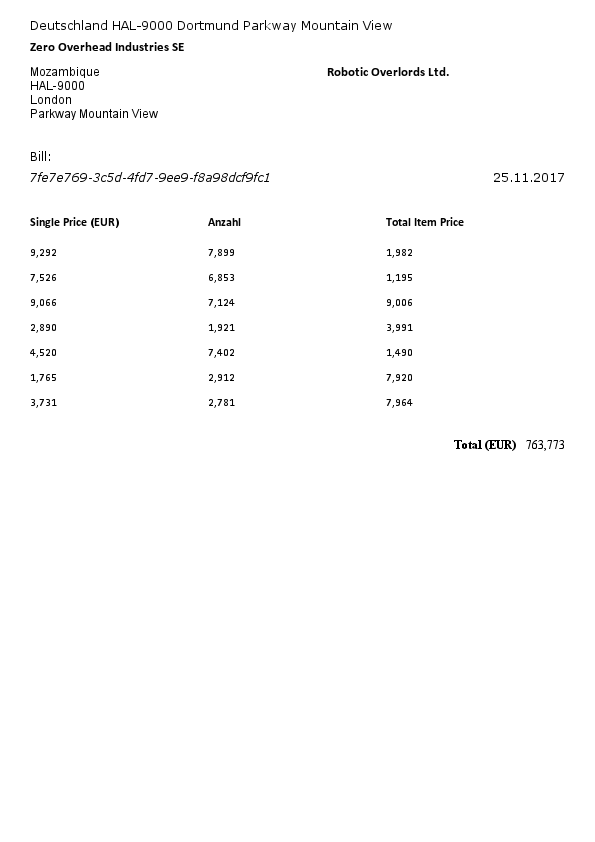 Deutschland HAL-9000 Dortmund Parkway Mountain View
Zero Overhead Industries SE
Mozambique
HAL-9000
London
Parkway Mountain View
Robotic Overlords Ltd.
Bill:
7fe7e769-3c5d-4fd7-9ee9-f8a98dcf9fc1 25.11.2017
Single Price (EUR) Anzahl Total Item Price
9,292 7,899 1,982
7,526 6,853 1,195
9,066 7,124 9,006
2,890 1,921 3,991
4,520 7,402 1,490
1,765 2,912 7,920
3,731 2,781 7,964
Total (EUR) 763,773